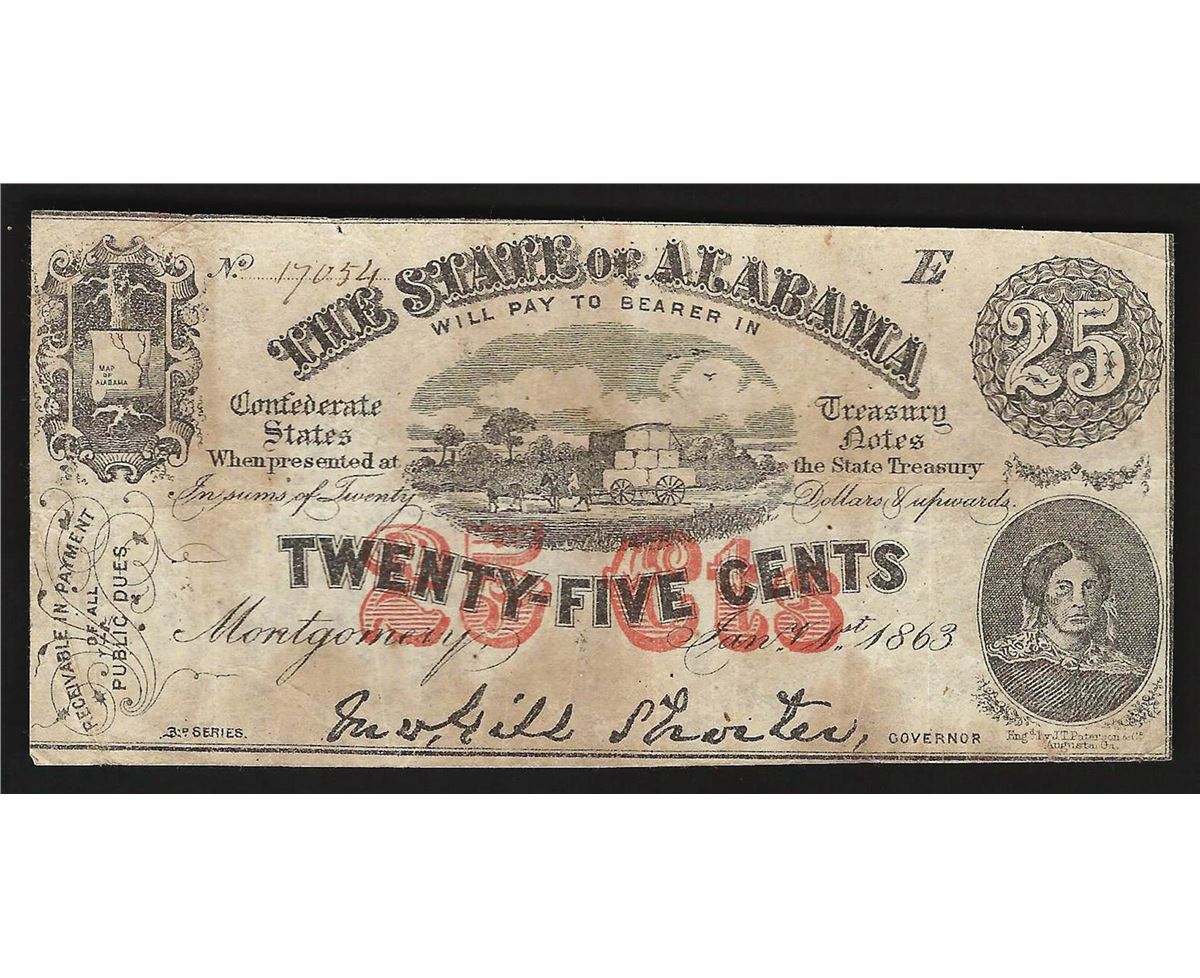 No 17054
THE STATE OF ALABAMA
E
WILL PAY TO BEARER IN
25
MAP
OF
ALABAMA
Confederate
States
Treasury
Notes
When presented at
the State Treasury
In sums of Twenty
Dollars & upwards.
25 Cts
TWENTY-FIVE CENTS
Montgomery,
Jany. 1st. 1863
RECEIVABLE IN PAYMENT
OF ALL
PUBLIC DUES.
3RD SERIES.
Jno. Gill Shorter,
GOVERNOR
Engd. by J.T. Paterson & Co.
Augusta, Ga.